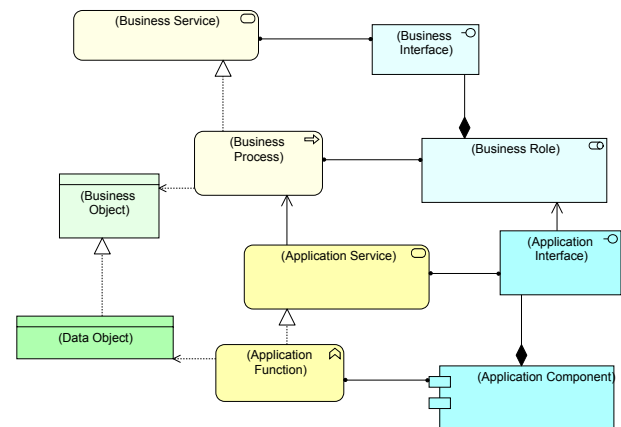 (Business Service)
(Business
Interface)
(Business
Process)
(Business Role)
(Business
Object)
(Application Service)
(Application
Interface)
(Data Object)
(Application
Function)
(Application Component)